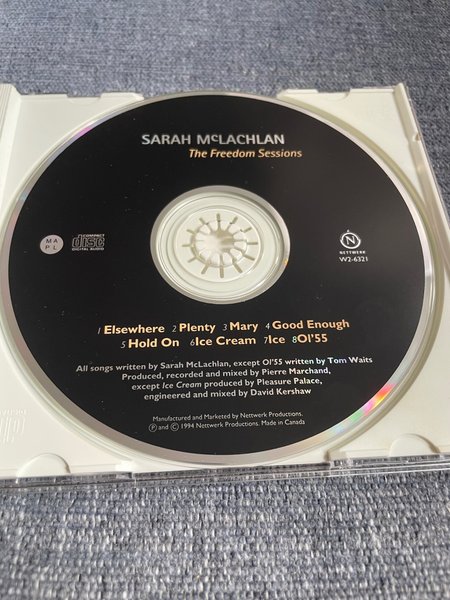 SARAH McLACHLAN
The Freedom Sessions
MA
PL
COMPACT
disc
DIGITAL AUDIO
N
NETTWERK
W2-6321
1 Elsewhere 2 Plenty 3 Mary 4 Good Enough
5 Hold On 6 Ice Cream 7 Ice 8 Ol'55
All songs written by Sarah McLachlan, except Ol'55 written by Tom Waits
Produced, recorded and mixed by Pierre Marchand,
except Ice Cream produced by Pleasure Palace,
engineered and mixed by David Kershaw
Manufactured and Marketed by Nettwerk Productions.
Ⓟ and © 1994 Nettwerk Productions. Made in Canada